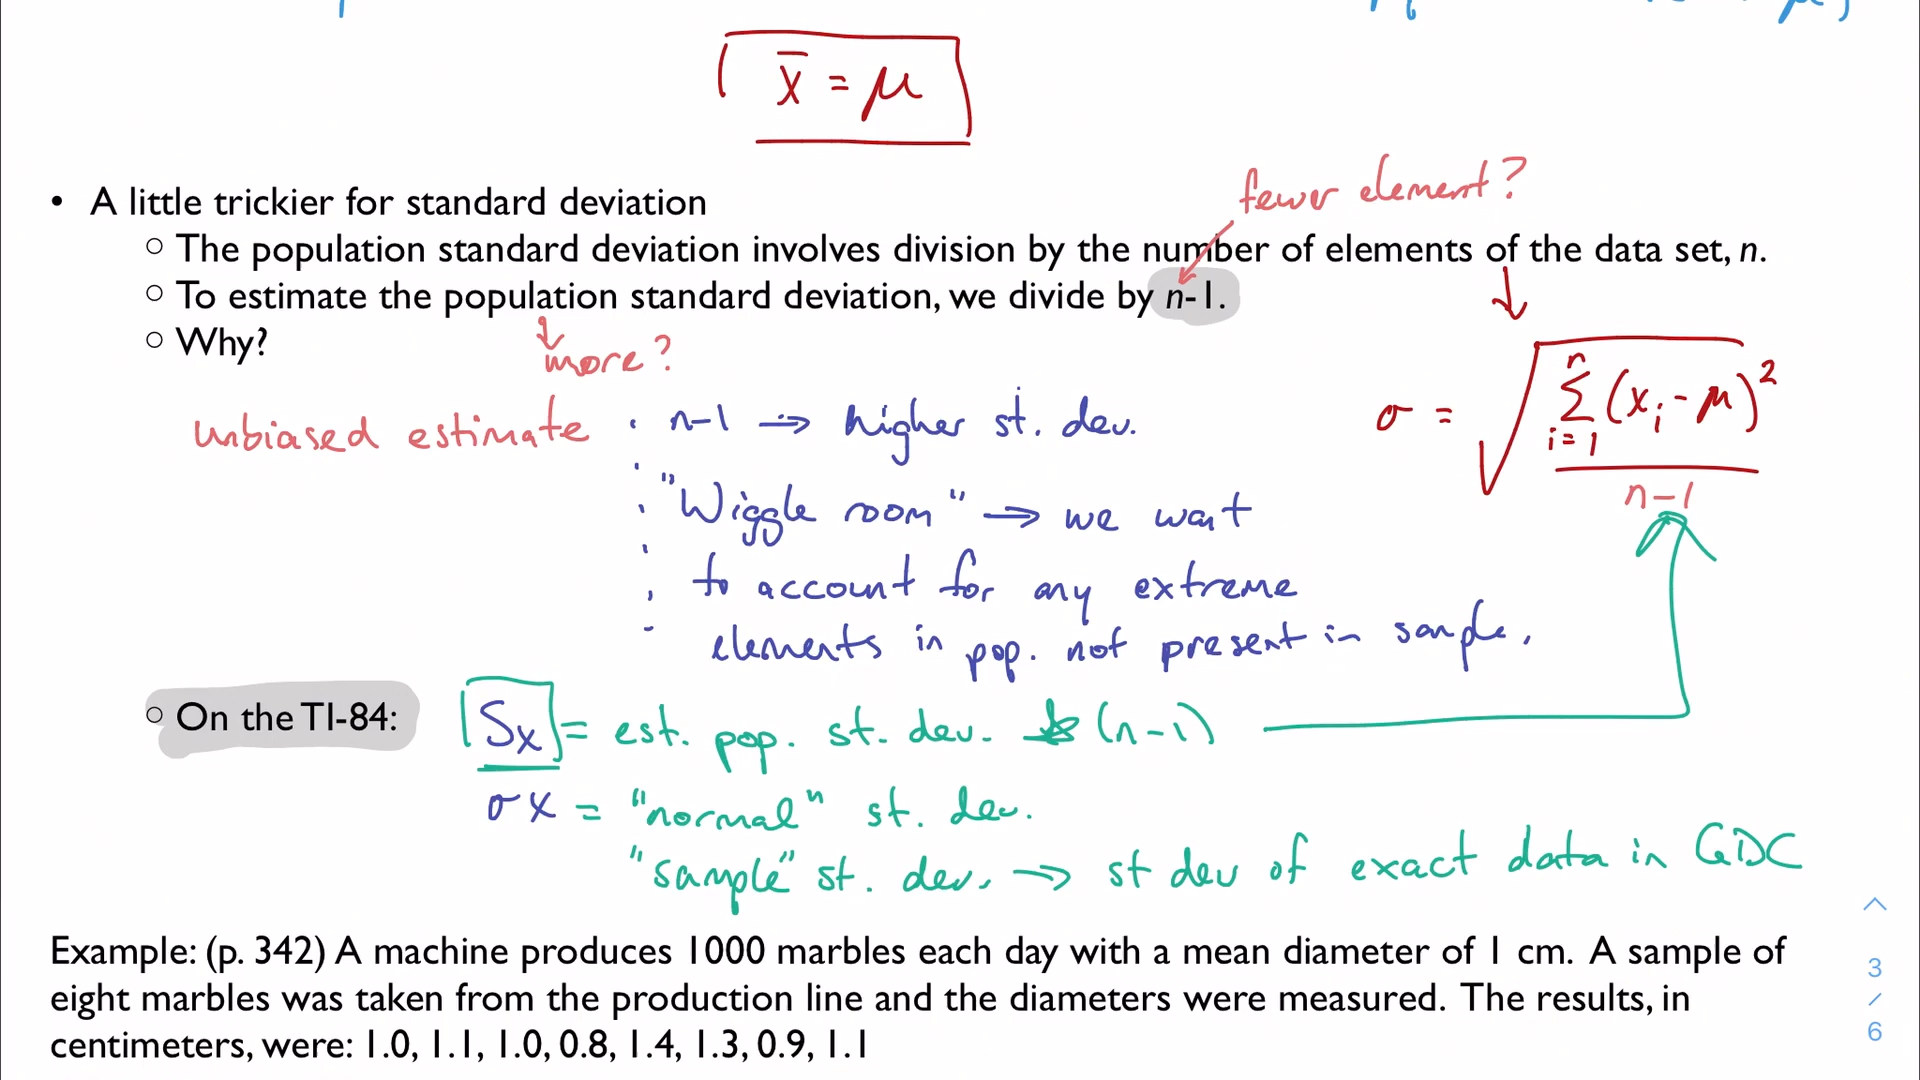 x̄ = μ
fewer element?
• A little trickier for standard deviation
○ The population standard deviation involves division by the number of elements of the data set, n.
○ To estimate the population standard deviation, we divide by n-1.
○ Why?
more?
unbiased estimate
· n-1 → higher st. dev.
"Wiggle room" → we want
to account for any extreme
elements in pop. not present in sample.
σ = √ n Σ i=1 (xᵢ - μ)² / n-1
○ On the TI-84:
Sx = est. pop. st. dev. (n-1)
σx = "normal" st. dev.
"sample" st. dev. → st dev of exact data in GDC
Example: (p. 342) A machine produces 1000 marbles each day with a mean diameter of 1 cm. A sample of
eight marbles was taken from the production line and the diameters were measured. The results, in
centimeters, were: 1.0, 1.1, 1.0, 0.8, 1.4, 1.3, 0.9, 1.1
3
/
6